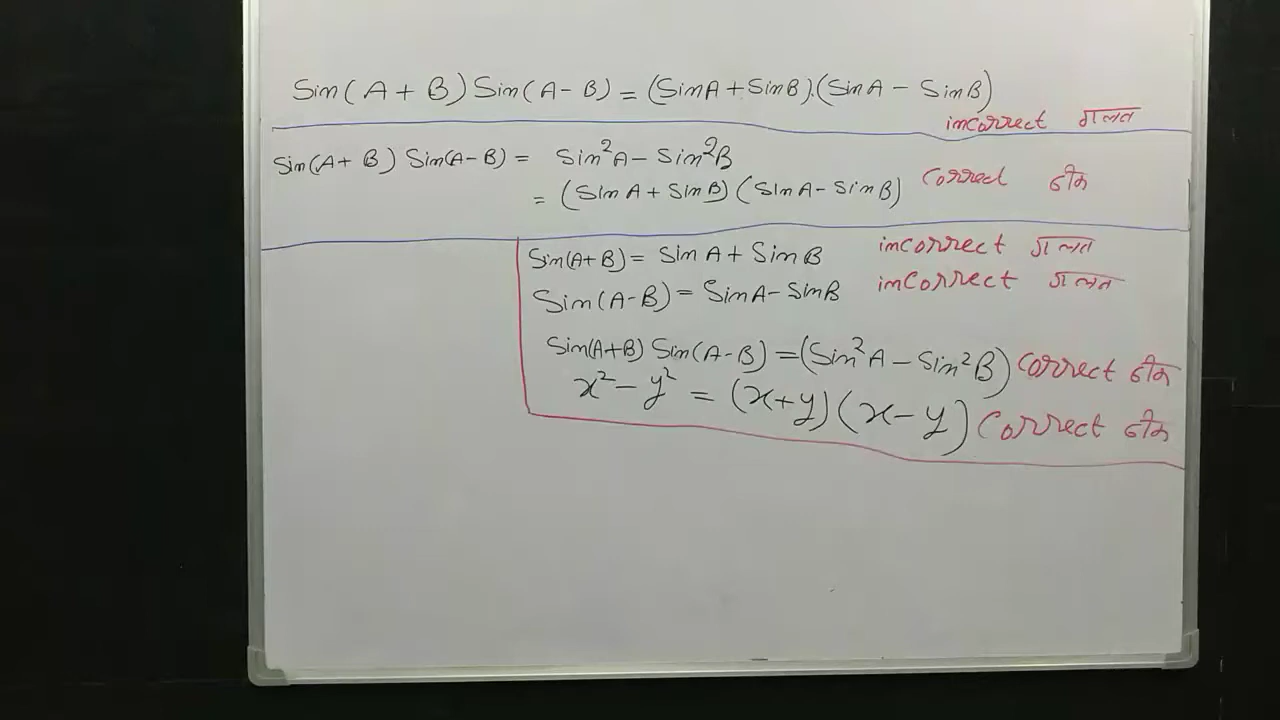 Sin(A+B) Sin(A-B) = (SinA+SinB).(SinA - SinB)
incorrect गलत
Sin(A+B) Sin(A-B) = Sin²A - Sin²B
= (SinA+SinB) (SinA-SinB) Correct ठीक
Sin(A+B) = SinA + SinB incorrect गलत
Sin(A-B) = SinA-SinB incorrect गलत
Sin(A+B) Sin(A-B) = (Sin²A - Sin²B) Correct ठीक
x² - y² = (x+y) (x-y) Correct ठीक